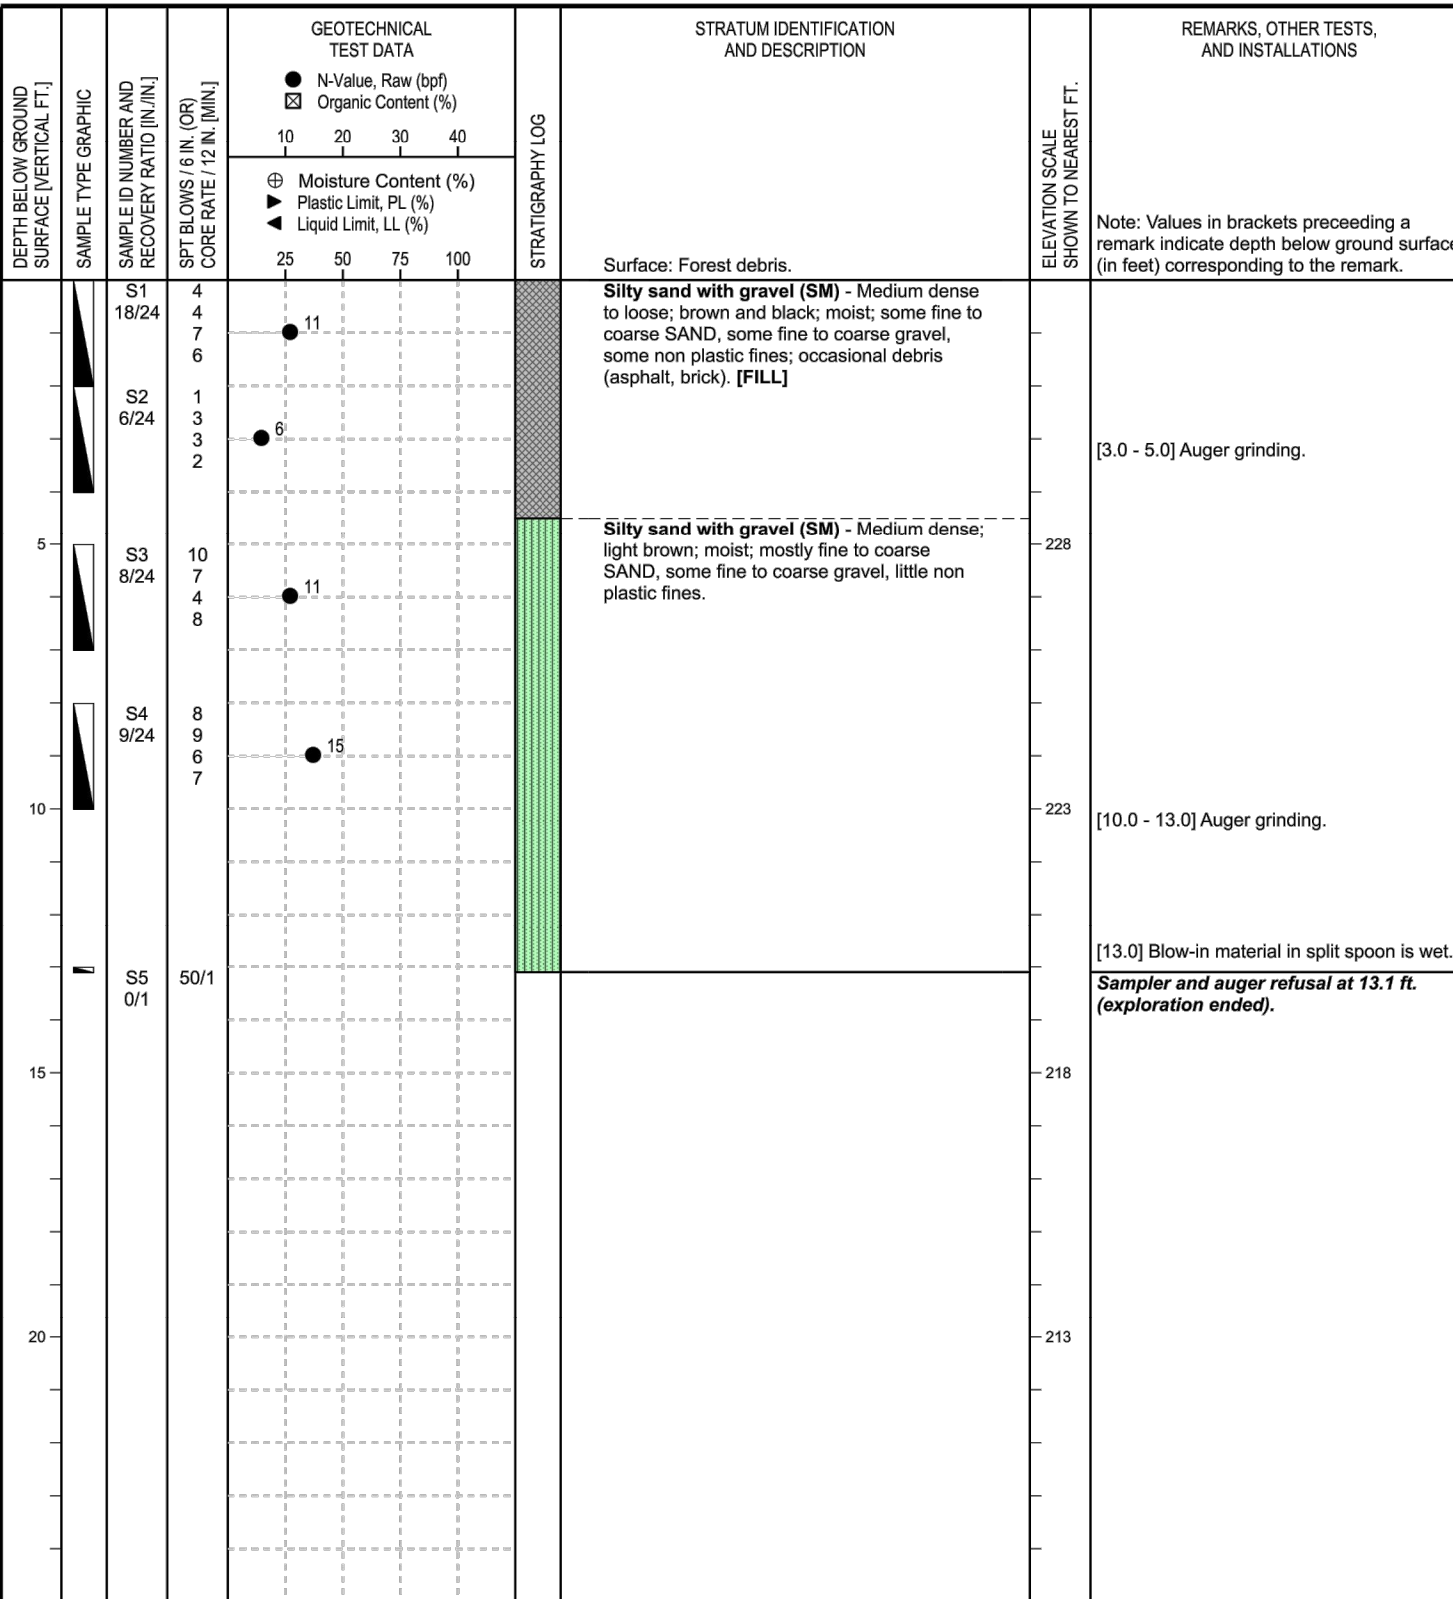 DEPTH BELOW GROUND
SURFACE [VERTICAL FT.]
SAMPLE TYPE GRAPHIC
SAMPLE ID NUMBER AND
RECOVERY RATIO [IN./IN.]
SPT BLOWS / 6 IN. (OR)
CORE RATE / 12 IN. [MIN.]
GEOTECHNICAL
TEST DATA
N-Value, Raw (bpf)
Organic Content (%)
10 20 30 40
Moisture Content (%)
Plastic Limit, PL (%)
Liquid Limit, LL (%)
25 50 75 100
STRATIGRAPHY LOG
STRATUM IDENTIFICATION
AND DESCRIPTION
Surface: Forest debris.
ELEVATION SCALE
SHOWN TO NEAREST FT.
REMARKS, OTHER TESTS,
AND INSTALLATIONS
Note: Values in brackets preceeding a
remark indicate depth below ground surface
(in feet) corresponding to the remark.
S1
18/24
4
4
7
6
11
Silty sand with gravel (SM) - Medium dense
to loose; brown and black; moist; some fine to
coarse SAND, some fine to coarse gravel,
some non plastic fines; occasional debris
(asphalt, brick). [FILL]
S2
6/24
1
3
3
2
6
[3.0 - 5.0] Auger grinding.
5
S3
8/24
10
7
4
8
11
Silty sand with gravel (SM) - Medium dense;
light brown; moist; mostly fine to coarse
SAND, some fine to coarse gravel, little non
plastic fines.
228
S4
9/24
8
9
6
7
15
10
223
[10.0 - 13.0] Auger grinding.
[13.0] Blow-in material in split spoon is wet.
S5
0/1
50/1
Sampler and auger refusal at 13.1 ft.
(exploration ended).
15
218
20
213